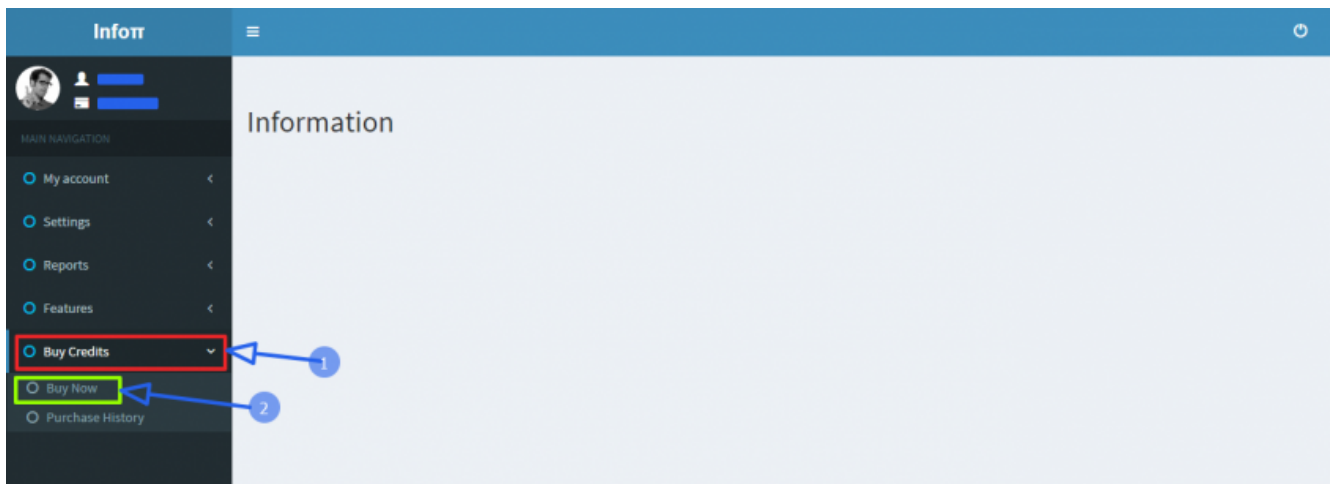 Infoπ
MAIN NAVIGATION
My account
Settings
Reports
Features
Buy Credits
Buy Now
Purchase History
Information
1
2